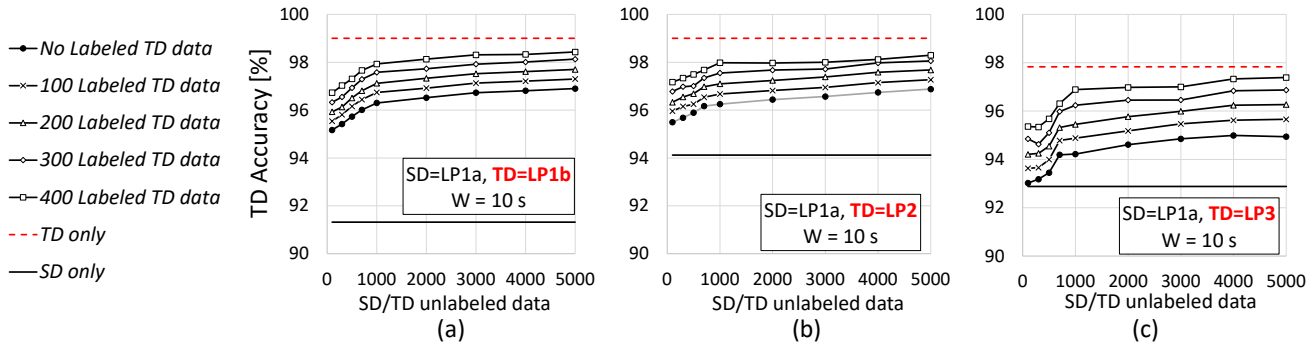 No Labeled TD data
100 Labeled TD data
200 Labeled TD data
300 Labeled TD data
400 Labeled TD data
TD only
SD only
TD Accuracy [%]
100
98
96
94
92
91
90
SD=LP1a, TD=LP1b
W = 10 s
0 1000 2000 3000 4000 5000
SD/TD unlabeled data
(a)
100
98
96
94
92
90
SD=LP1a, TD=LP2
W = 10 s
0 1000 2000 3000 4000 5000
SD/TD unlabeled data
(b)
100
98
96
94
92
90
SD=LP1a, TD=LP3
W = 10 s
0 1000 2000 3000 4000 5000
SD/TD unlabeled data
(c)